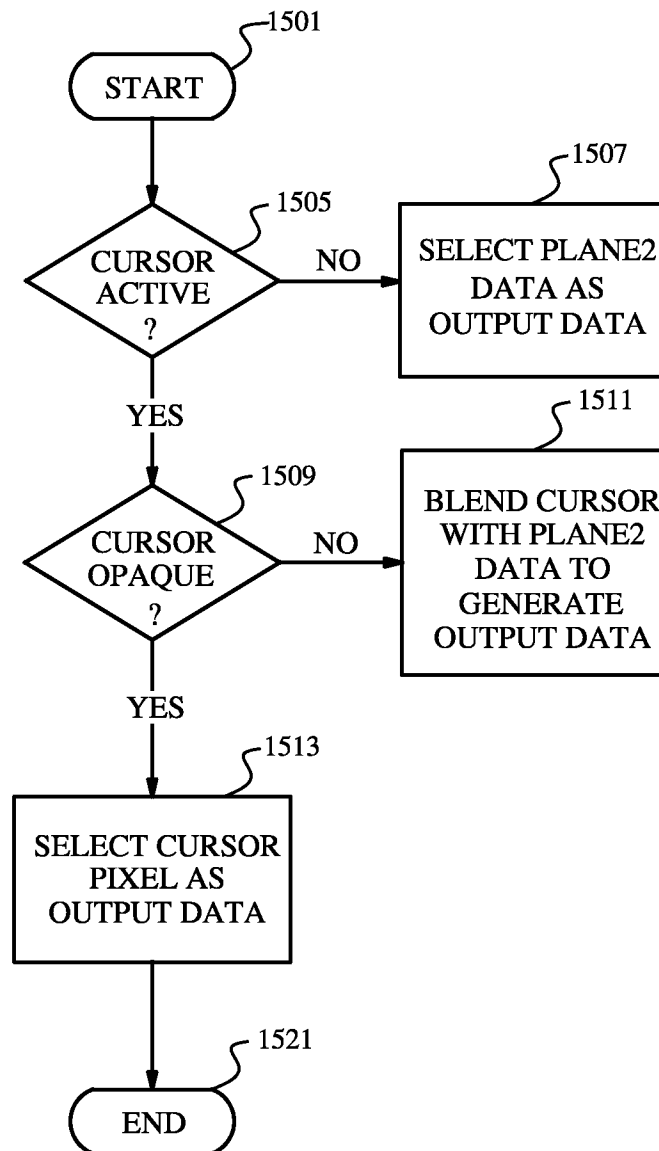 1501
START
1507
1505
CURSOR
ACTIVE
?
NO
SELECT PLANE2
DATA AS
OUTPUT DATA
YES
1511
1509
CURSOR
OPAQUE
?
NO
BLEND CURSOR
WITH PLANE2
DATA TO
GENERATE
OUTPUT DATA
YES
1513
SELECT CURSOR
PIXEL AS
OUTPUT DATA
1521
END